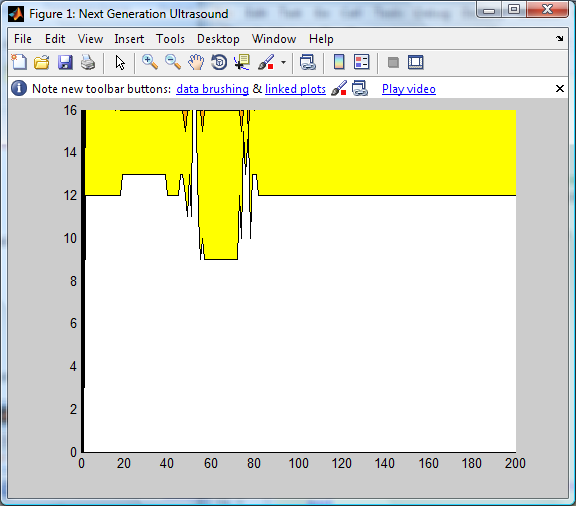 Figure 1: Next Generation Ultrasound
File Edit View Insert Tools Desktop Window Help
Note new toolbar buttons: data brushing & linked plots Play video
16
14
12
10
8
6
4
2
0
0 20 40 60 80 100 120 140 160 180 200